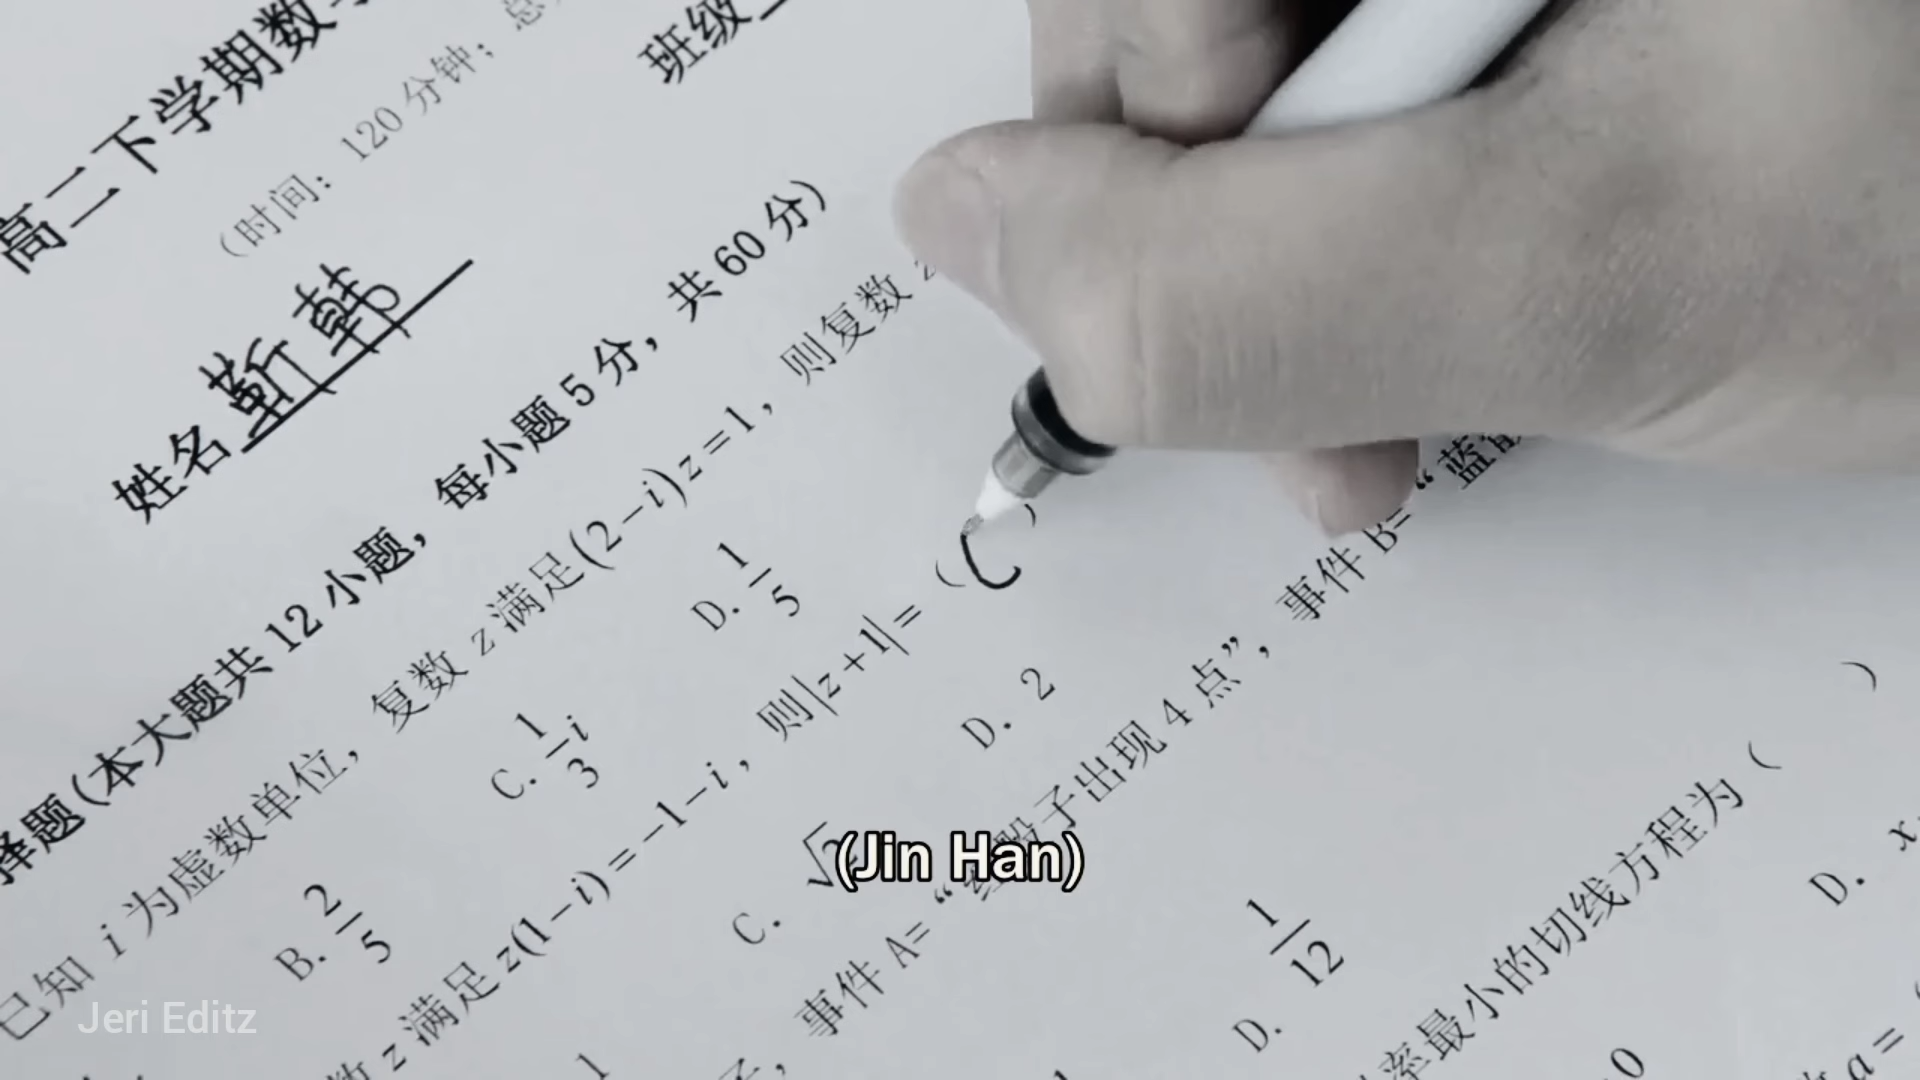 高二下学期数
(时间：120分钟；总
班级
姓名 靳韩
择题(本大题共12小题，每小题5分，共60分)
已知 i 为虚数单位，复数 z 满足(2-i)z=1，则复数
B. 2/5 C. 1/3 i D. 1/5
数 z 满足 z(1-i)=-1-i，则|z+1|=( C )
C. D. 2
事件 A=“红骰子出现4点”，事件 B=“蓝
D. 1/12
率最小的切线方程为( )
D. x
a=
(Jin Han)
Jeri Editz